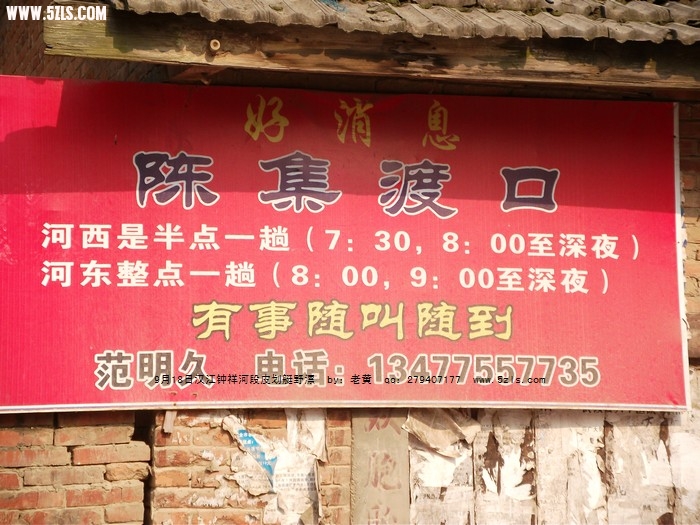 WWW.5ZLS.COM
好消息
陈集渡口
河西是半点一趟（7：30，8：00至深夜）
河东整点一趟（8：00，9：00至深夜）
有事随叫随到
范明久 电话：13477557735
9月18日汉江钟祥河段皮划艇野漂 by：老黄 qq：279407177 www.5zls.com